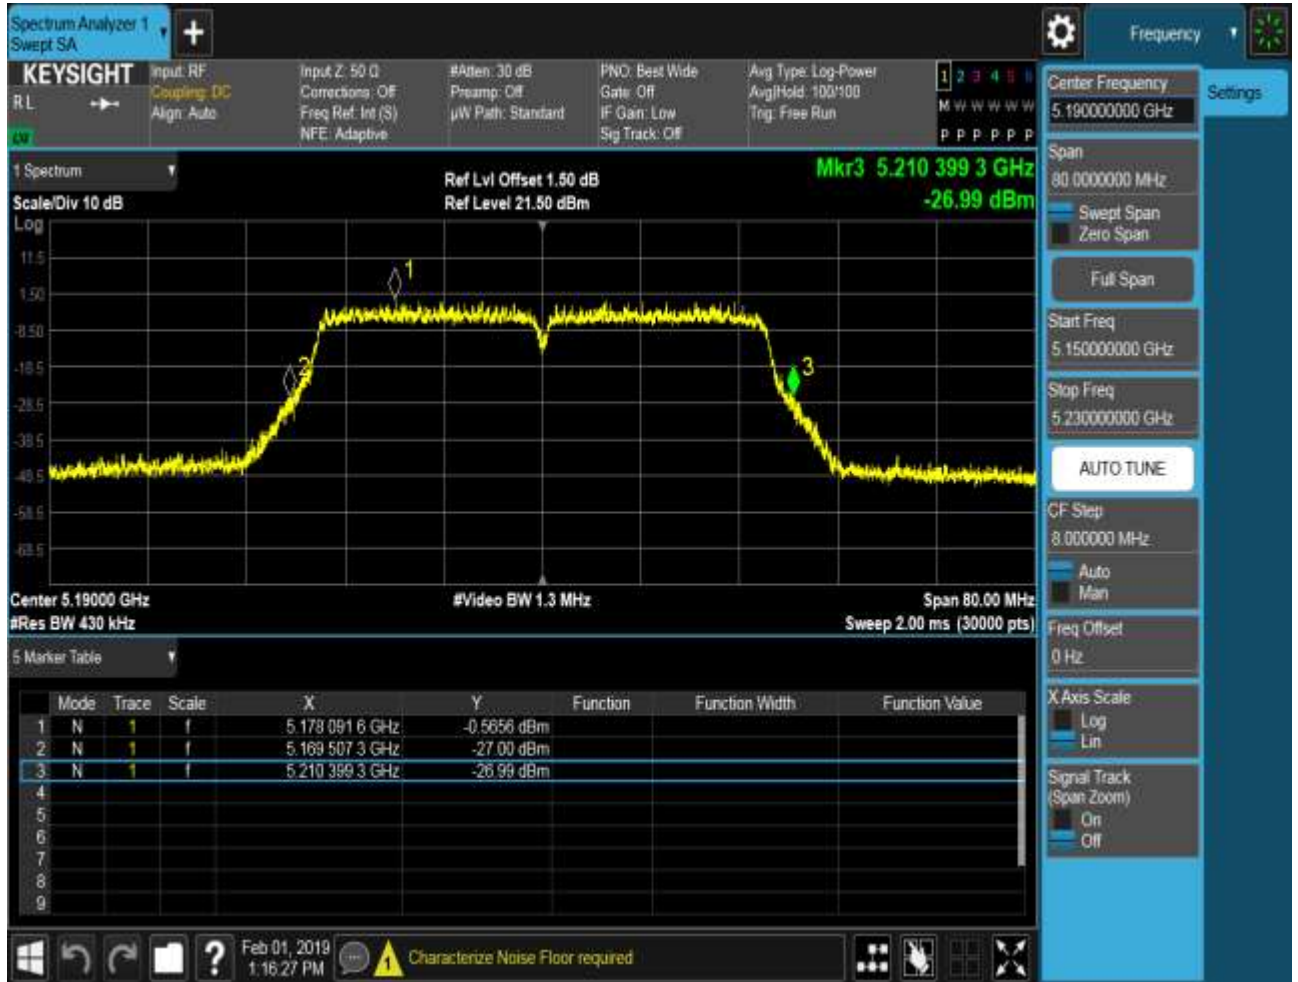 Spectrum Analyzer 1
Swept SA
+
Frequency
KEYSIGHT
R L
Input: RF
Coupling: DC
Align: Auto
Input Z: 50 Ω
Corrections: Off
Freq Ref: Int (S)
NFE: Adaptive
#Atten: 30 dB
Preamp: Off
µW Path: Standard
PNO: Best Wide
Gate: Off
IF Gain: Low
Sig Track: Off
Avg Type: Log-Power
Avg|Hold: 100/100
Trig: Free Run
1 2 3 4 5 6
M W W W W W
P P P P P P
1 Spectrum
Scale/Div 10 dB
Ref Lvl Offset 1.50 dB
Ref Level 21.50 dBm
Mkr3 5.210 399 3 GHz
-26.99 dBm
Log
11.5
1.50
-8.50
-18.5
-28.5
-38.5
-48.5
-58.5
-68.5
1
2
3
Center 5.19000 GHz
#Res BW 430 kHz
#Video BW 1.3 MHz
Span 80.00 MHz
Sweep 2.00 ms (30000 pts)
5 Marker Table
Mode Trace Scale X Y Function Function Width Function Value
1 N 1 f 5.178 091 6 GHz -0.5656 dBm
2 N 1 f 5.169 507 3 GHz -27.00 dBm
3 N 1 f 5.210 399 3 GHz -26.99 dBm
4
5
6
7
8
9
Feb 01, 2019
1:16:27 PM
?
1
Characterize Noise Floor required
Center Frequency
5.190000000 GHz
Settings
Span
80.0000000 MHz
Swept Span
Zero Span
Full Span
Start Freq
5.150000000 GHz
Stop Freq
5.230000000 GHz
AUTO TUNE
CF Step
8.000000 MHz
Auto
Man
Freq Offset
0 Hz
X Axis Scale
Log
Lin
Signal Track
(Span Zoom)
On
Off